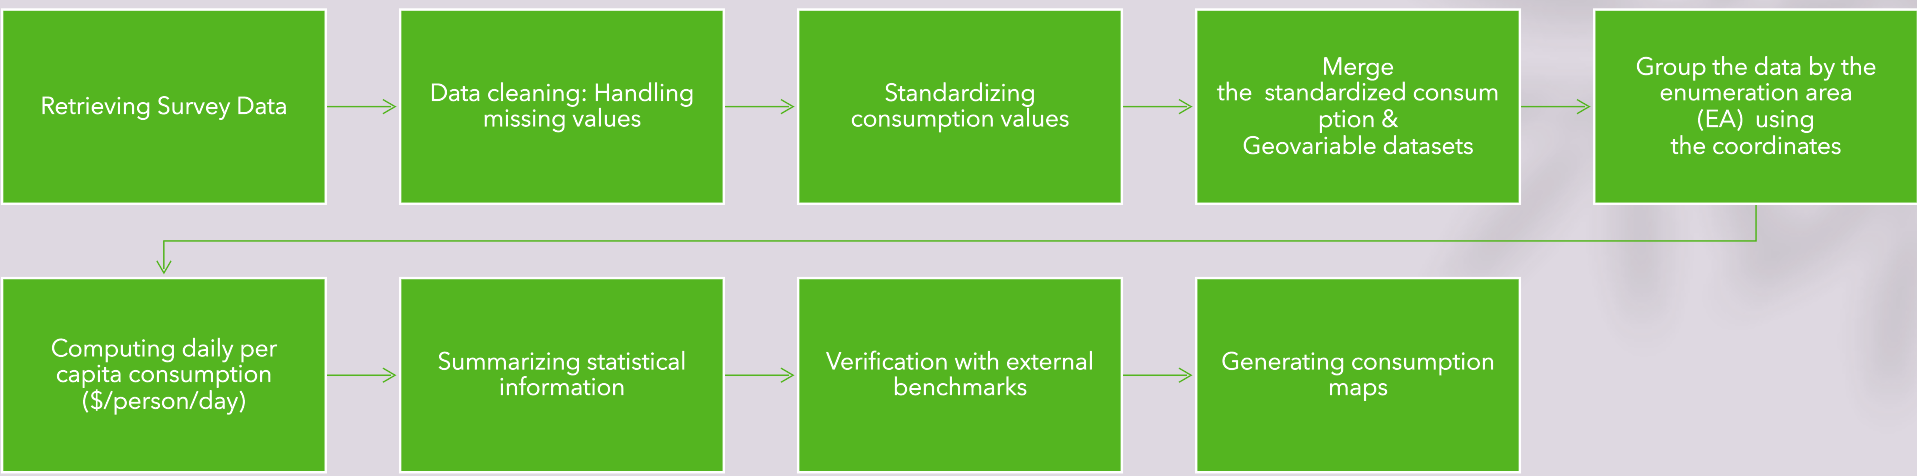 Retrieving Survey Data
Data cleaning: Handling
missing values
Standardizing
consumption values
Merge
the  standardized consum
ption &
Geovariable datasets
Group the data by the
enumeration area
(EA)  using
the coordinates
Computing daily per
capita consumption
($/person/day)
Summarizing statistical
information
Verification with external
benchmarks
Generating consumption
maps